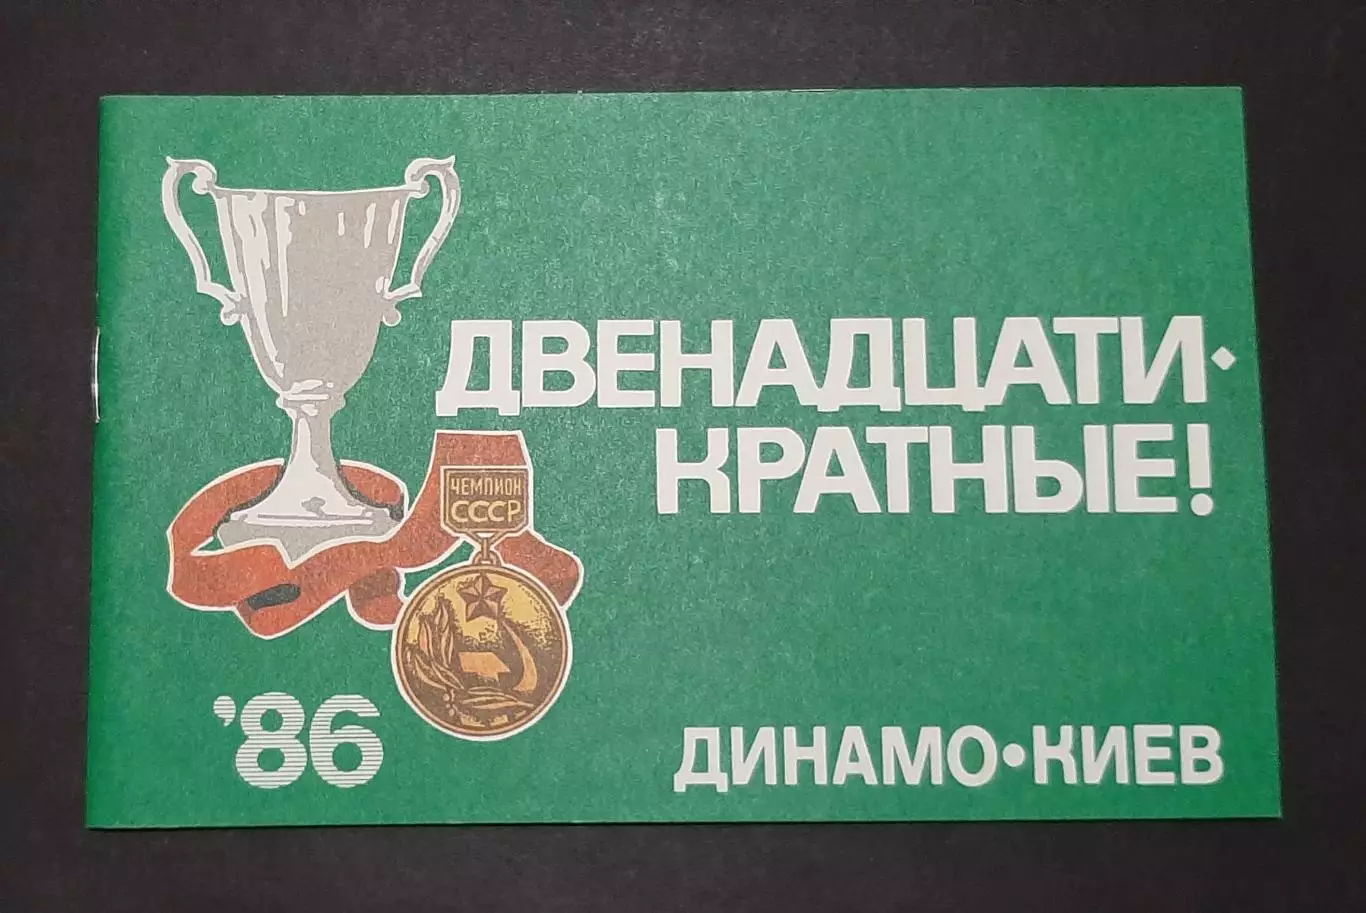 ДВЕНАДЦАТИ-
КРАТНЫЕ!
ЧЕМПИОН
СССР
'86
ДИНАМО•КИЕВ